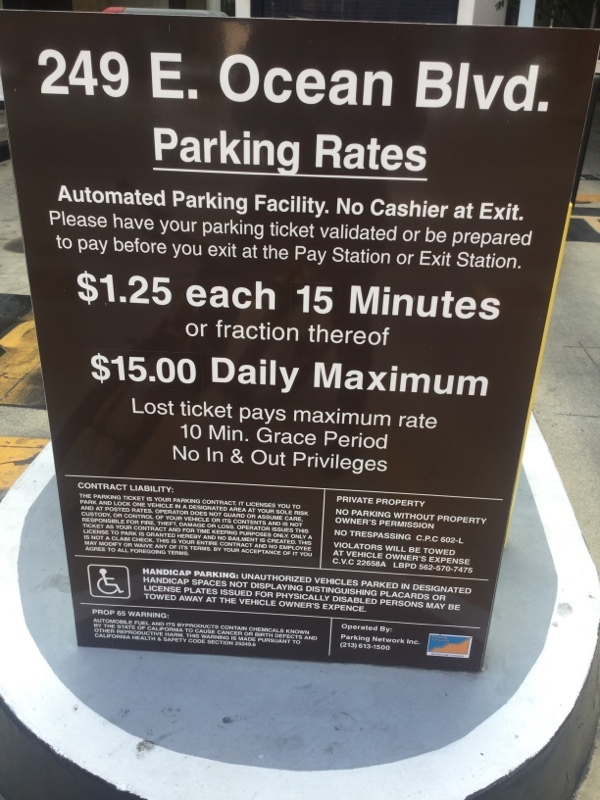 249 E. Ocean Blvd.
Parking Rates
Automated Parking Facility. No Cashier at Exit.
Please have your parking ticket validated or be prepared
to pay before you exit at the Pay Station or Exit Station.
$1.25 each 15 Minutes
or fraction thereof
$15.00 Daily Maximum
Lost ticket pays maximum rate
10 Min. Grace Period
No In & Out Privileges
CONTRACT LIABILITY:
THE PARKING TICKET IS YOUR PARKING CONTRACT. IT LICENSES YOU TO
PARK AND LOCK ONE VEHICLE IN A DESIGNATED AREA AT YOUR SOLE RISK
AND AT POSTED RATES. OPERATOR DOES NOT GUARD OR ASSUME CARE,
CUSTODY, OR CONTROL OF YOUR VEHICLE OR ITS CONTENTS AND IS NOT
RESPONSIBLE FOR FIRE, THEFT, DAMAGE OR LOSS. OPERATOR ISSUES THIS
TICKET AS YOUR CONTRACT AND FOR TIME KEEPING PURPOSES ONLY. ONLY A
LICENSE TO PARK IS GRANTED HEREBY AND NO BAILMENT IS CREATED. THIS
IS NOT A CLAIM CHECK. THIS IS YOUR ENTIRE CONTRACT AND NO EMPLOYEE
MAY MODIFY OR WAIVE ANY OF ITS TERMS. BY YOUR ACCEPTANCE OF IT YOU
AGREE TO ALL FOREGOING TERMS.
PRIVATE PROPERTY
NO PARKING WITHOUT PROPERTY
OWNER'S PERMISSION
NO TRESPASSING C.P.C 602-L
VIOLATORS WILL BE TOWED
AT VEHICLE OWNER'S EXPENSE
C.V.C 22658A LBPD 562-570-7475
HANDICAP PARKING: UNAUTHORIZED VEHICLES PARKED IN DESIGNATED
HANDICAP SPACES NOT DISPLAYING DISTINGUISHING PLACARDS OR
LICENSE PLATES ISSUED FOR PHYSICALLY DISABLED PERSONS MAY BE
TOWED AWAY AT THE VEHICLE OWNER'S EXPENCE.
PROP 65 WARNING:
AUTOMOBILE FUEL AND ITS BYPRODUCTS CONTAIN CHEMICALS KNOWN
BY THE STATE OF CALIFORNIA TO CAUSE CANCER OR BIRTH DEFECTS AND
OTHER REPRODUCTIVE HARM. THIS WARNING IS MADE PURSUANT TO
CALIFORNIA HEALTH & SAFETY CODE SECTION 25249.6
Operated By:
Parking Network Inc.
(213) 613-1500